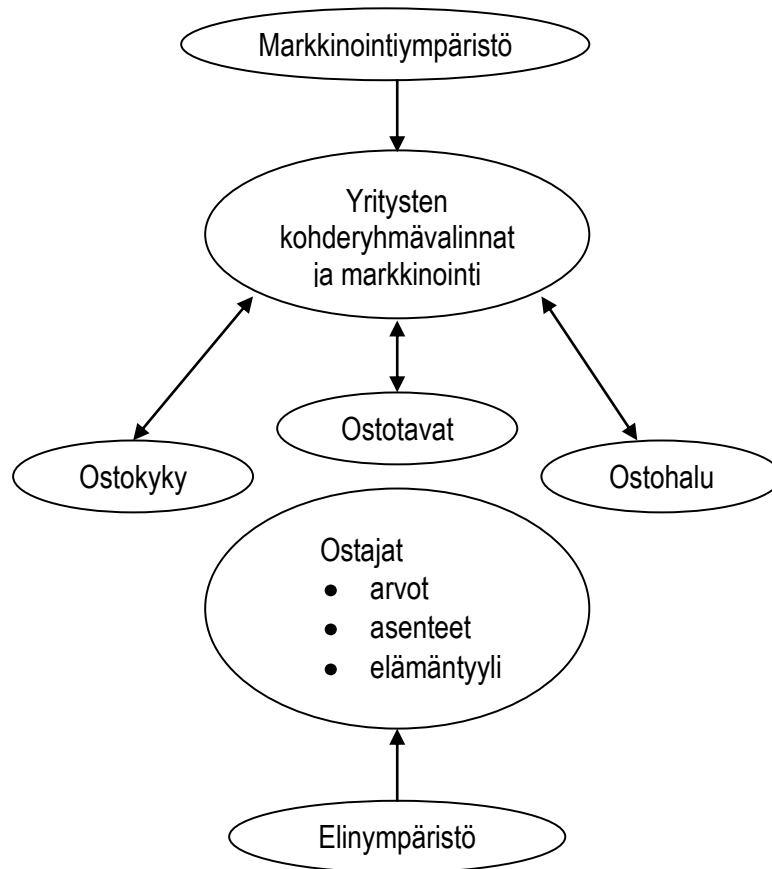 Markkinointiympäristö
Yritysten
kohderyhmävalinnat
ja markkinointi
Ostotavat
Ostokyky
Ostohalu
Ostajat
● arvot
● asenteet
● elämäntyyli
Elinympäristö